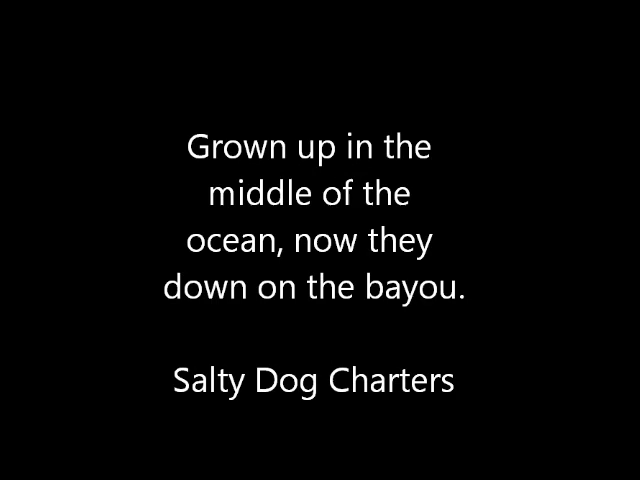 Grown up in the
middle of the
ocean, now they
down on the bayou.
Salty Dog Charters